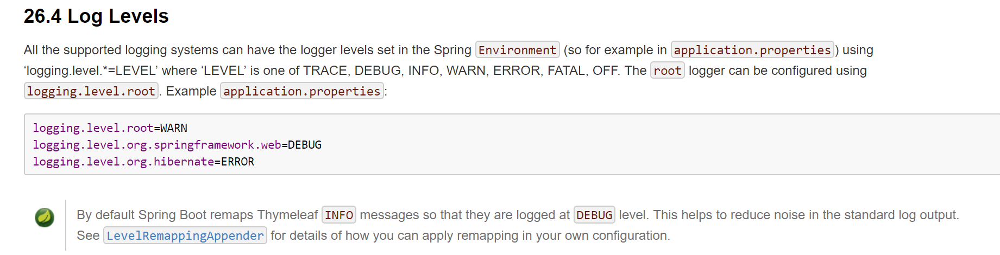 26.4 Log Levels
All the supported logging systems can have the logger levels set in the Spring Environment (so for example in application.properties) using
‘logging.level.*=LEVEL’ where ‘LEVEL’ is one of TRACE, DEBUG, INFO, WARN, ERROR, FATAL, OFF. The root logger can be configured using
logging.level.root. Example application.properties:
logging.level.root=WARN
logging.level.org.springframework.web=DEBUG
logging.level.org.hibernate=ERROR
By default Spring Boot remaps Thymeleaf INFO messages so that they are logged at DEBUG level. This helps to reduce noise in the standard log output.
See LevelRemappingAppender for details of how you can apply remapping in your own configuration.